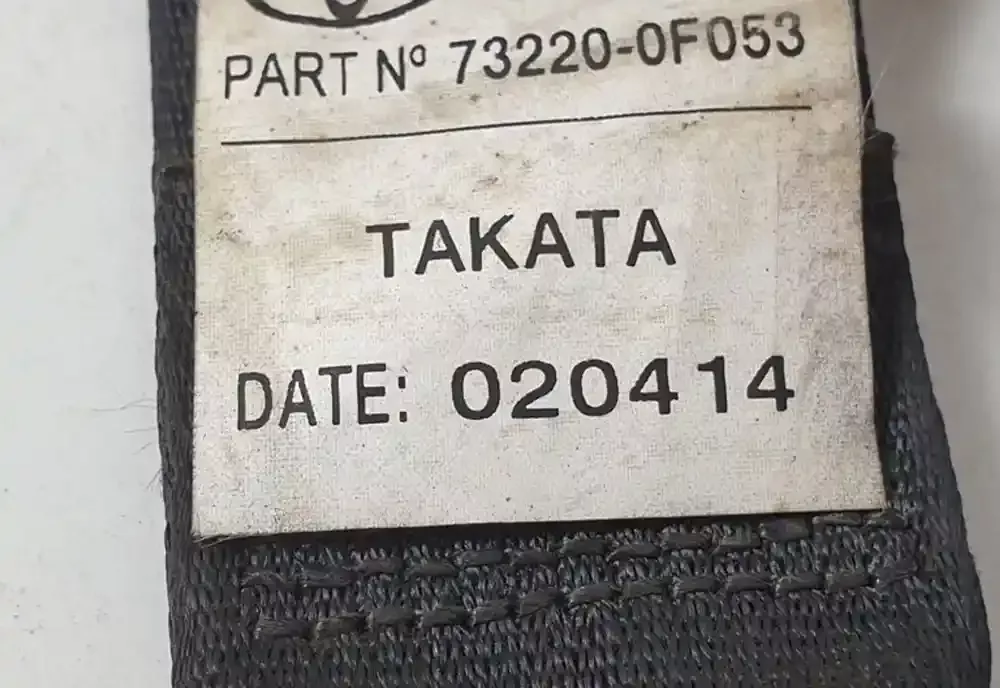 PART Nº 73220-0F053
TAKATA
DATE: 020414